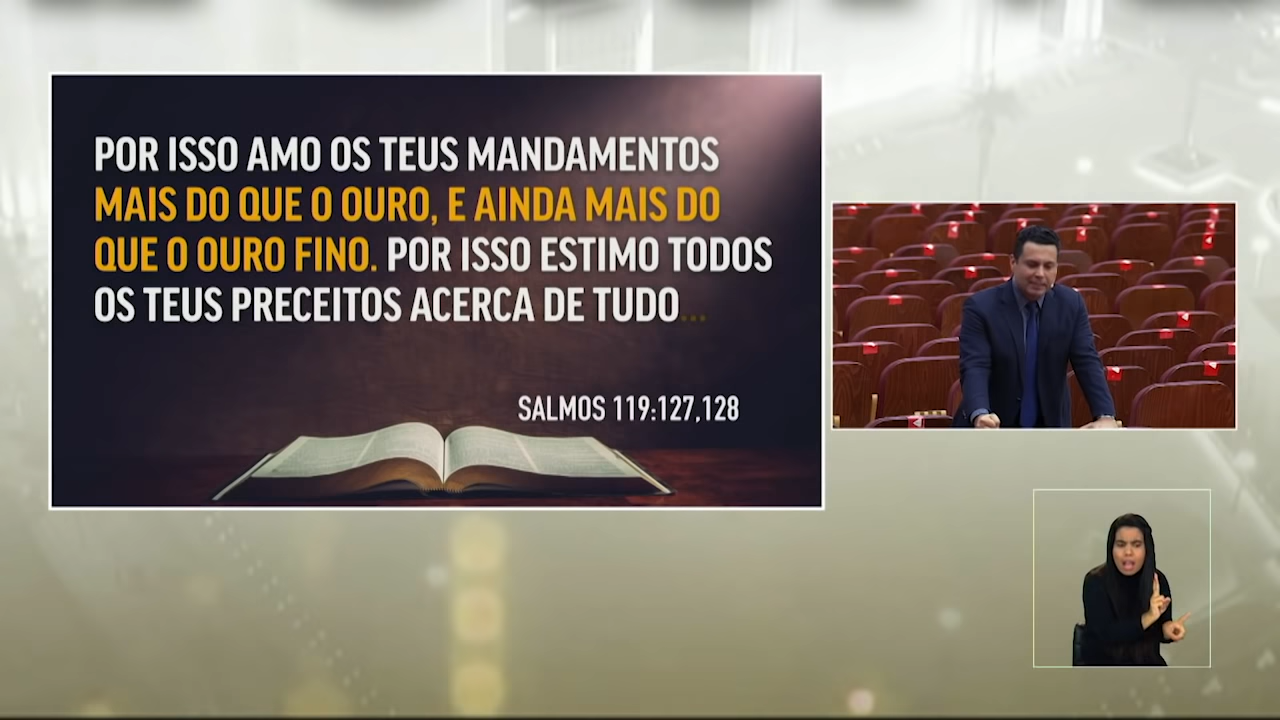 POR ISSO AMO OS TEUS MANDAMENTOS
MAIS DO QUE O OURO, E AINDA MAIS DO
QUE O OURO FINO. POR ISSO ESTIMO TODOS
OS TEUS PRECEITOS ACERCA DE TUDO...
SALMOS 119:127,128